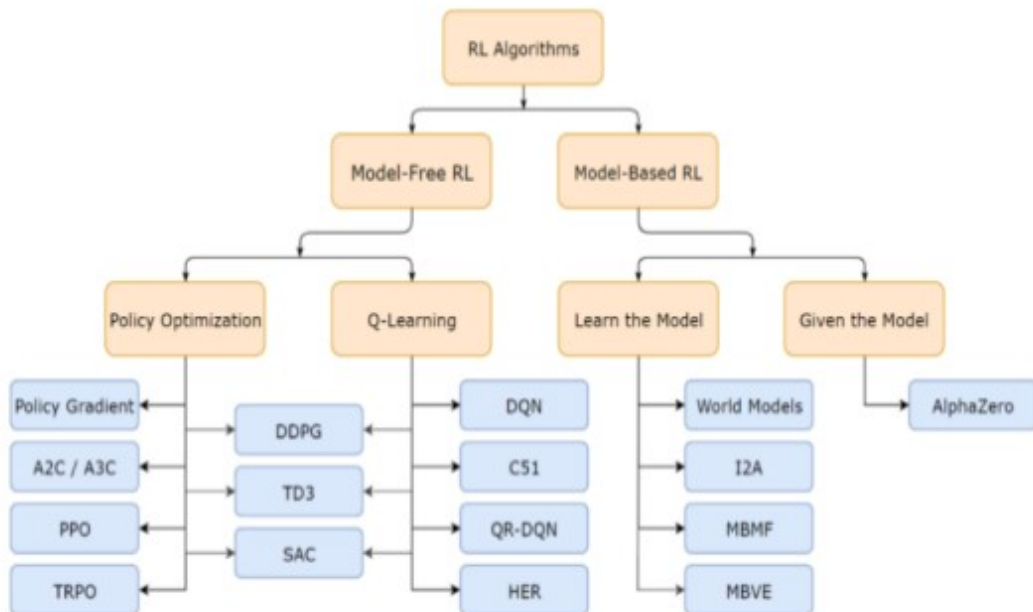 RL Algorithms
Model-Free RL
Model-Based RL
Policy Optimization
Q-Learning
Learn the Model
Given the Model
Policy Gradient
DQN
World Models
AlphaZero
DDPG
A2C / A3C
C51
I2A
TD3
PPO
QR-DQN
MBMF
SAC
TRPO
HER
MBVE